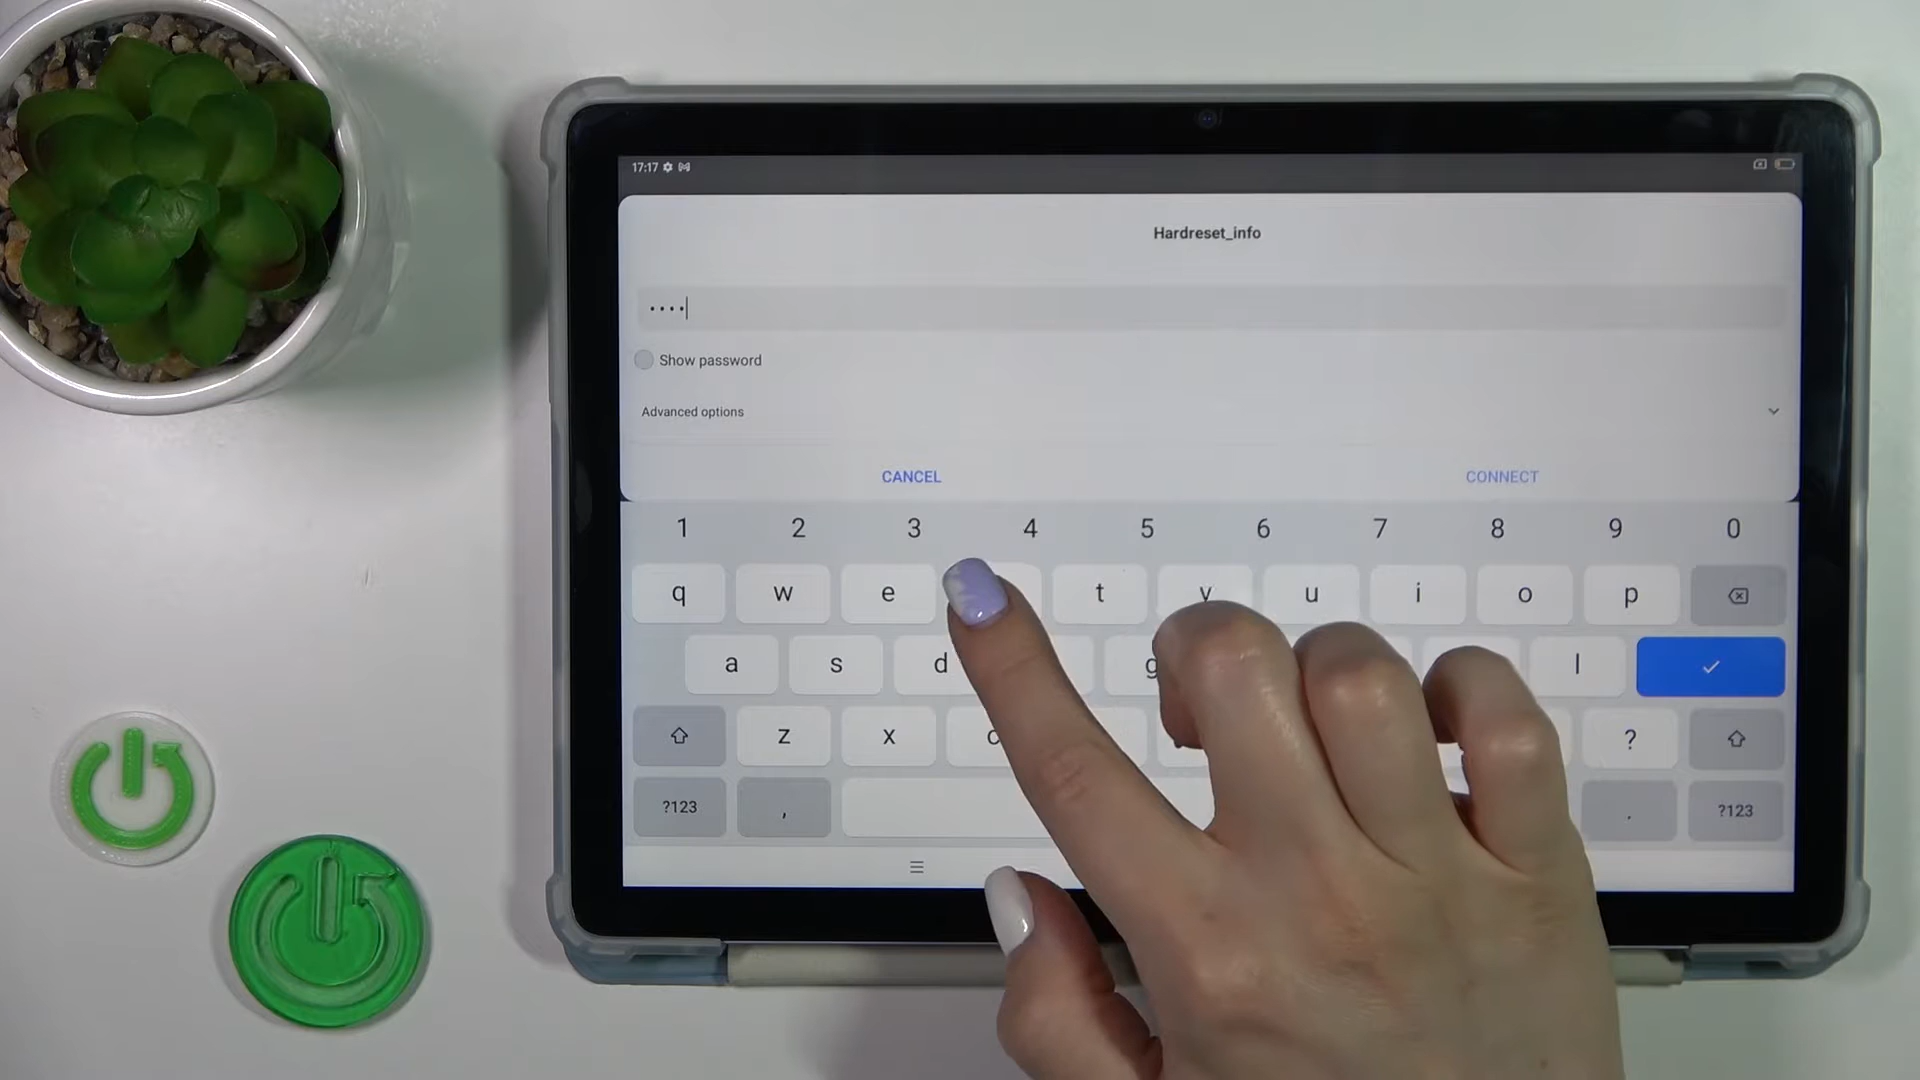 17:17
Hardreset_info
••••
Show password
Advanced options
CANCEL CONNECT
1 2 3 4 5 6 7 8 9 0
q w e t y u i o p
a s d g l
z x c ?
?123 , . ?123